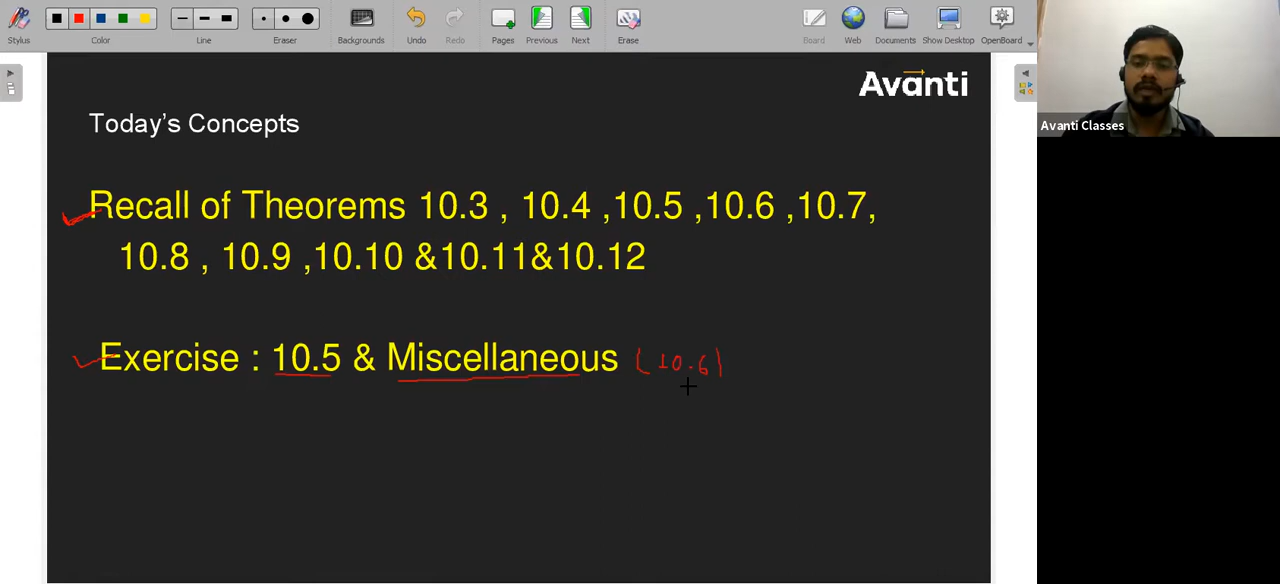 Stylus Color Line Eraser Backgrounds Undo Redo Pages Previous Next Erase Board Web Documents Show Desktop OpenBoard
Avanti
Avanti Classes
Today's Concepts
Recall of Theorems 10.3 , 10.4 ,10.5 ,10.6 ,10.7,
10.8 , 10.9 ,10.10 &10.11&10.12
Exercise : 10.5 & Miscellaneous (10.6)